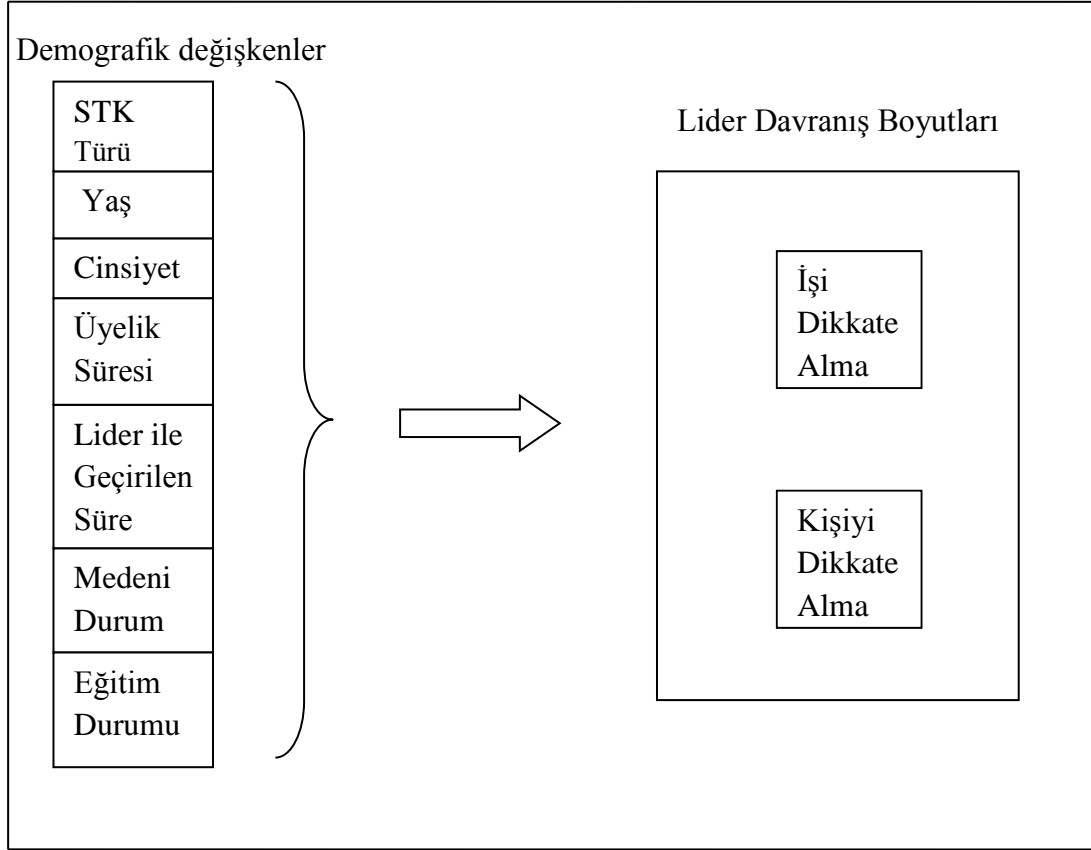 Demografik değişkenler
STK
Türü
Yaş
Cinsiyet
Üyelik
Süresi
Lider ile
Geçirilen
Süre
Medeni
Durum
Eğitim
Durumu
Lider Davranış Boyutları
İşi
Dikkate
Alma
Kişiyi
Dikkate
Alma